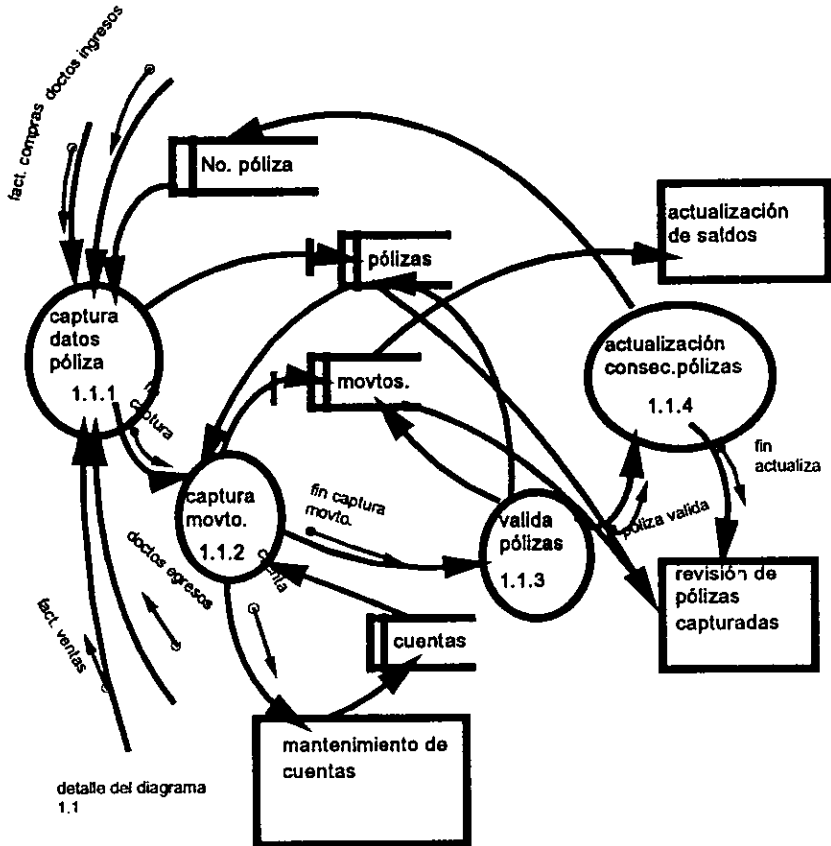 fact. compras
doctos ingresos
No. póliza
pólizas
actualización
de saldos
captura
datos
póliza
1.1.1
fin
captura
movtos.
actualización
consec.pólizas
1.1.4
fin
actualiza
captura
movto.
1.1.2
fin captura
movto.
valida
pólizas
1.1.3
póliza valida
revisión de
pólizas
capturadas
doctos egresos
fact. ventas
cuenta
cuentas
mantenimiento de
cuentas
detalle del diagrama
1.1